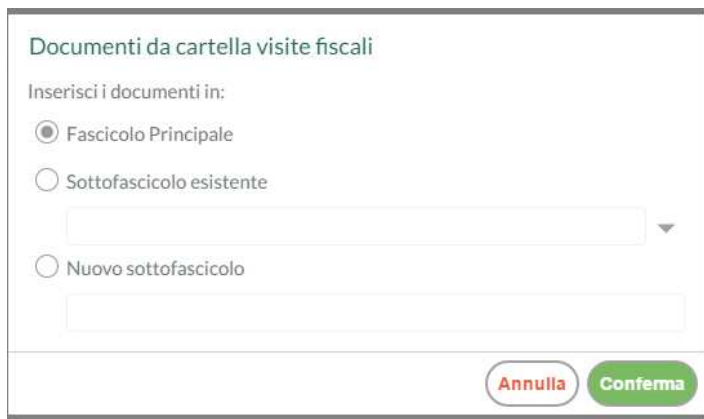 Documenti da cartella visite fiscali
Inserisci i documenti in:
Fascicolo Principale
Sottofascicolo esistente
Nuovo sottofascicolo
Annulla Conferma